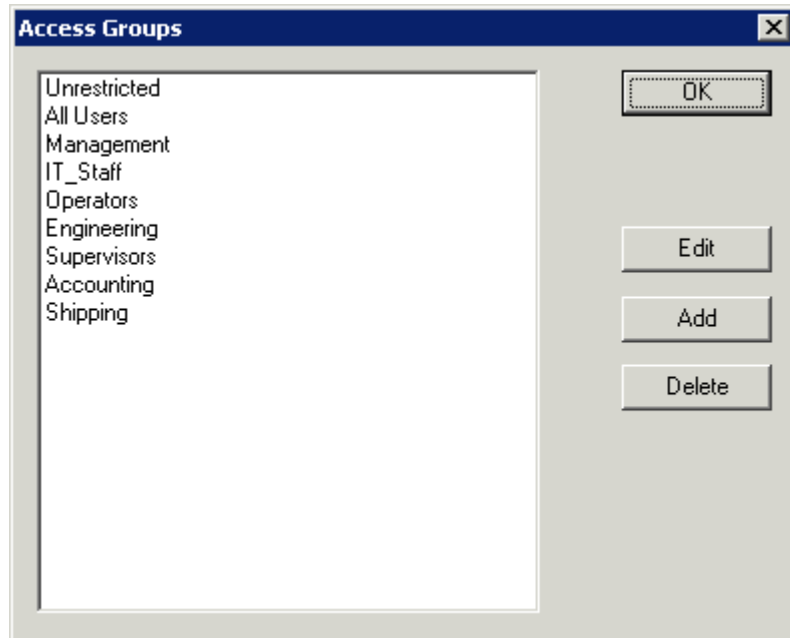 Access Groups
Unrestricted
All Users
Management
IT_Staff
Operators
Engineering
Supervisors
Accounting
Shipping
OK
Edit
Add
Delete